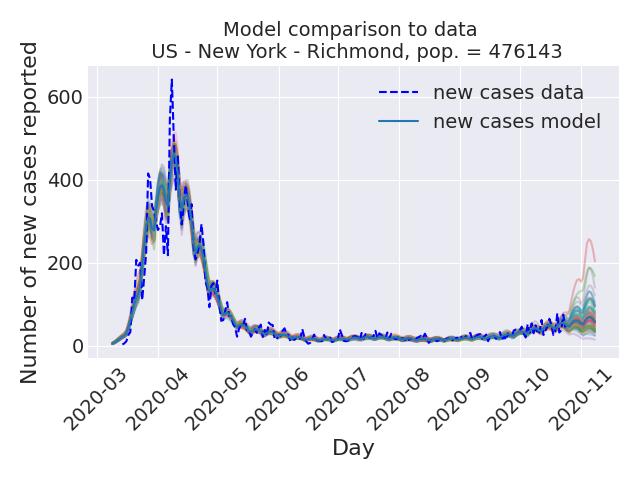 Model comparison to data
US - New York - Richmond, pop. = 476143
Number of new cases reported
600
400
200
0
new cases data
new cases model
2020-03
2020-04
2020-05
2020-06
2020-07
2020-08
2020-09
2020-10
2020-11
Day